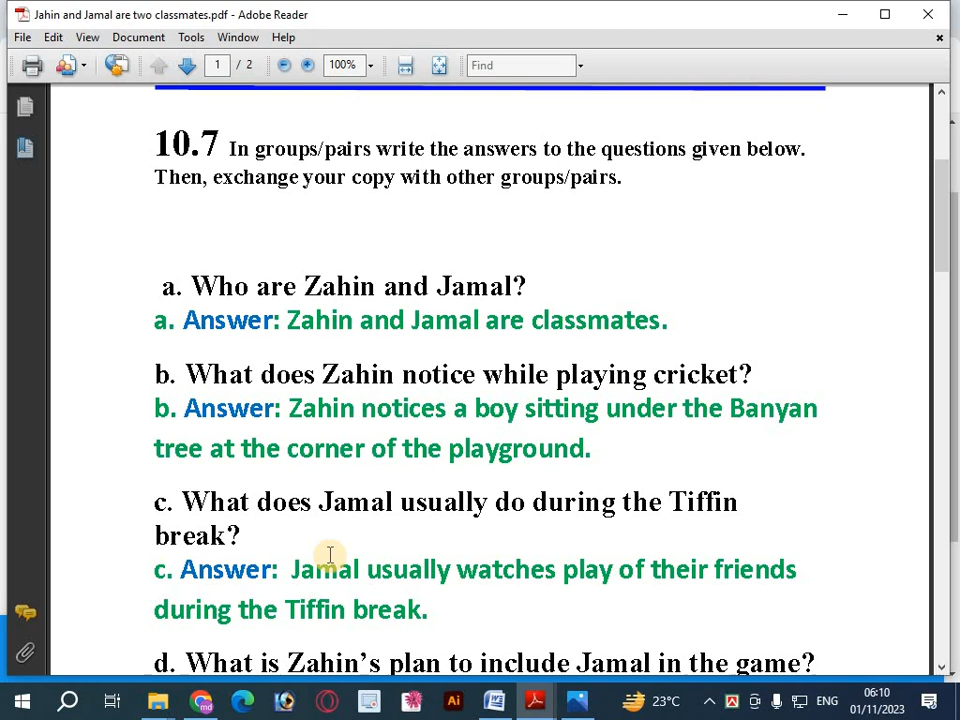 Jahin and Jamal are two classmates.pdf - Adobe Reader
File Edit View Document Tools Window Help
1 / 2 100% Find
10.7 In groups/pairs write the answers to the questions given below.
Then, exchange your copy with other groups/pairs.
a. Who are Zahin and Jamal?
a. Answer: Zahin and Jamal are classmates.
b. What does Zahin notice while playing cricket?
b. Answer: Zahin notices a boy sitting under the Banyan
tree at the corner of the playground.
c. What does Jamal usually do during the Tiffin
break?
c. Answer: Jamal usually watches play of their friends
during the Tiffin break.
d. What is Zahin's plan to include Jamal in the game?
md Ai W 23°C ENG 06:10
01/11/2023